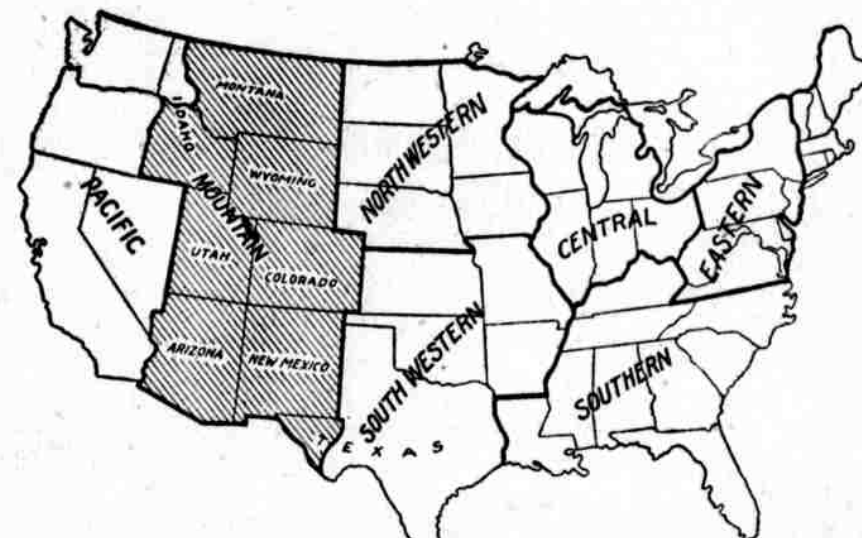 MONTANA
IDAHO
WYOMING
MOUNTAIN
PACIFIC
UTAH
COLORADO
ARIZONA
NEW MEXICO
TEXAS
NORTHWESTERN
SOUTH WESTERN
CENTRAL
EASTERN
SOUTHERN